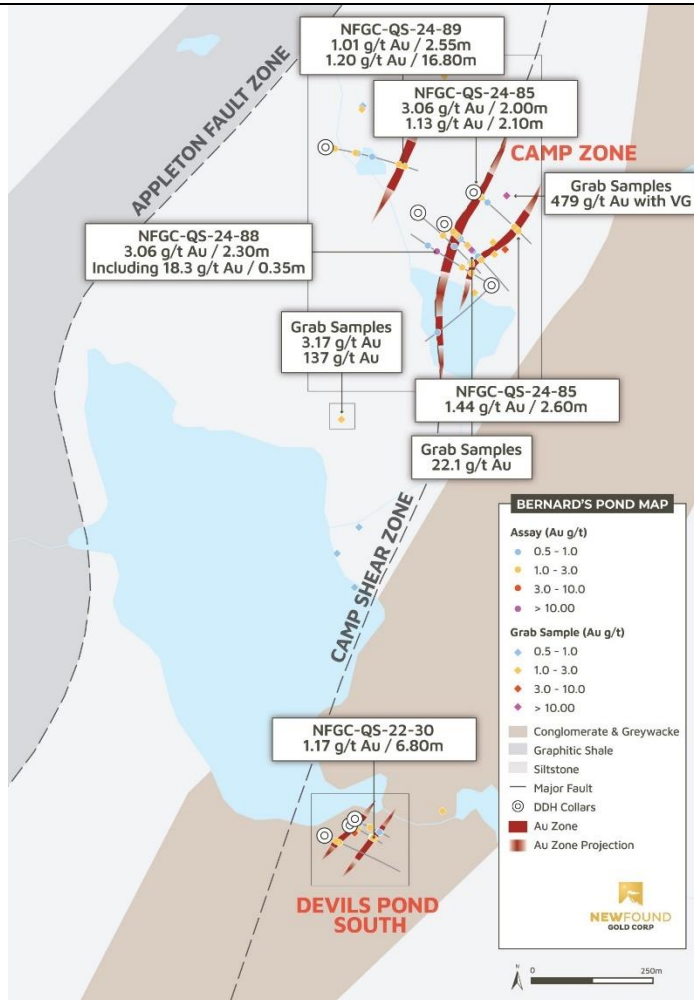 NFGC-QS-24-89
1.01 g/t Au / 2.55m
1.20 g/t Au / 16.80m
NFGC-QS-24-85
3.06 g/t Au / 2.00m
1.13 g/t Au / 2.10m
APPLETON FAULT ZONE
CAMP ZONE
Grab Samples
479 g/t Au with VG
NFGC-QS-24-88
3.06 g/t Au / 2.30m
Including 18.3 g/t Au / 0.35m
Grab Samples
3.17 g/t Au
137 g/t Au
NFGC-QS-24-85
1.44 g/t Au / 2.60m
Grab Samples
22.1 g/t Au
CAMP SHEAR ZONE
BERNARD'S POND MAP
Assay (Au g/t)
0.5 - 1.0
1.0 - 3.0
3.0 - 10.0
> 10.00
Grab Sample (Au g/t)
0.5 - 1.0
1.0 - 3.0
3.0 - 10.0
> 10.00
Conglomerate & Greywacke
Graphitic Shale
Siltstone
Major Fault
DDH Collars
Au Zone
Au Zone Projection
NFGC-QS-22-30
1.17 g/t Au / 6.80m
DEVILS POND
SOUTH
NEWFOUND
GOLD CORP
N
0 250m